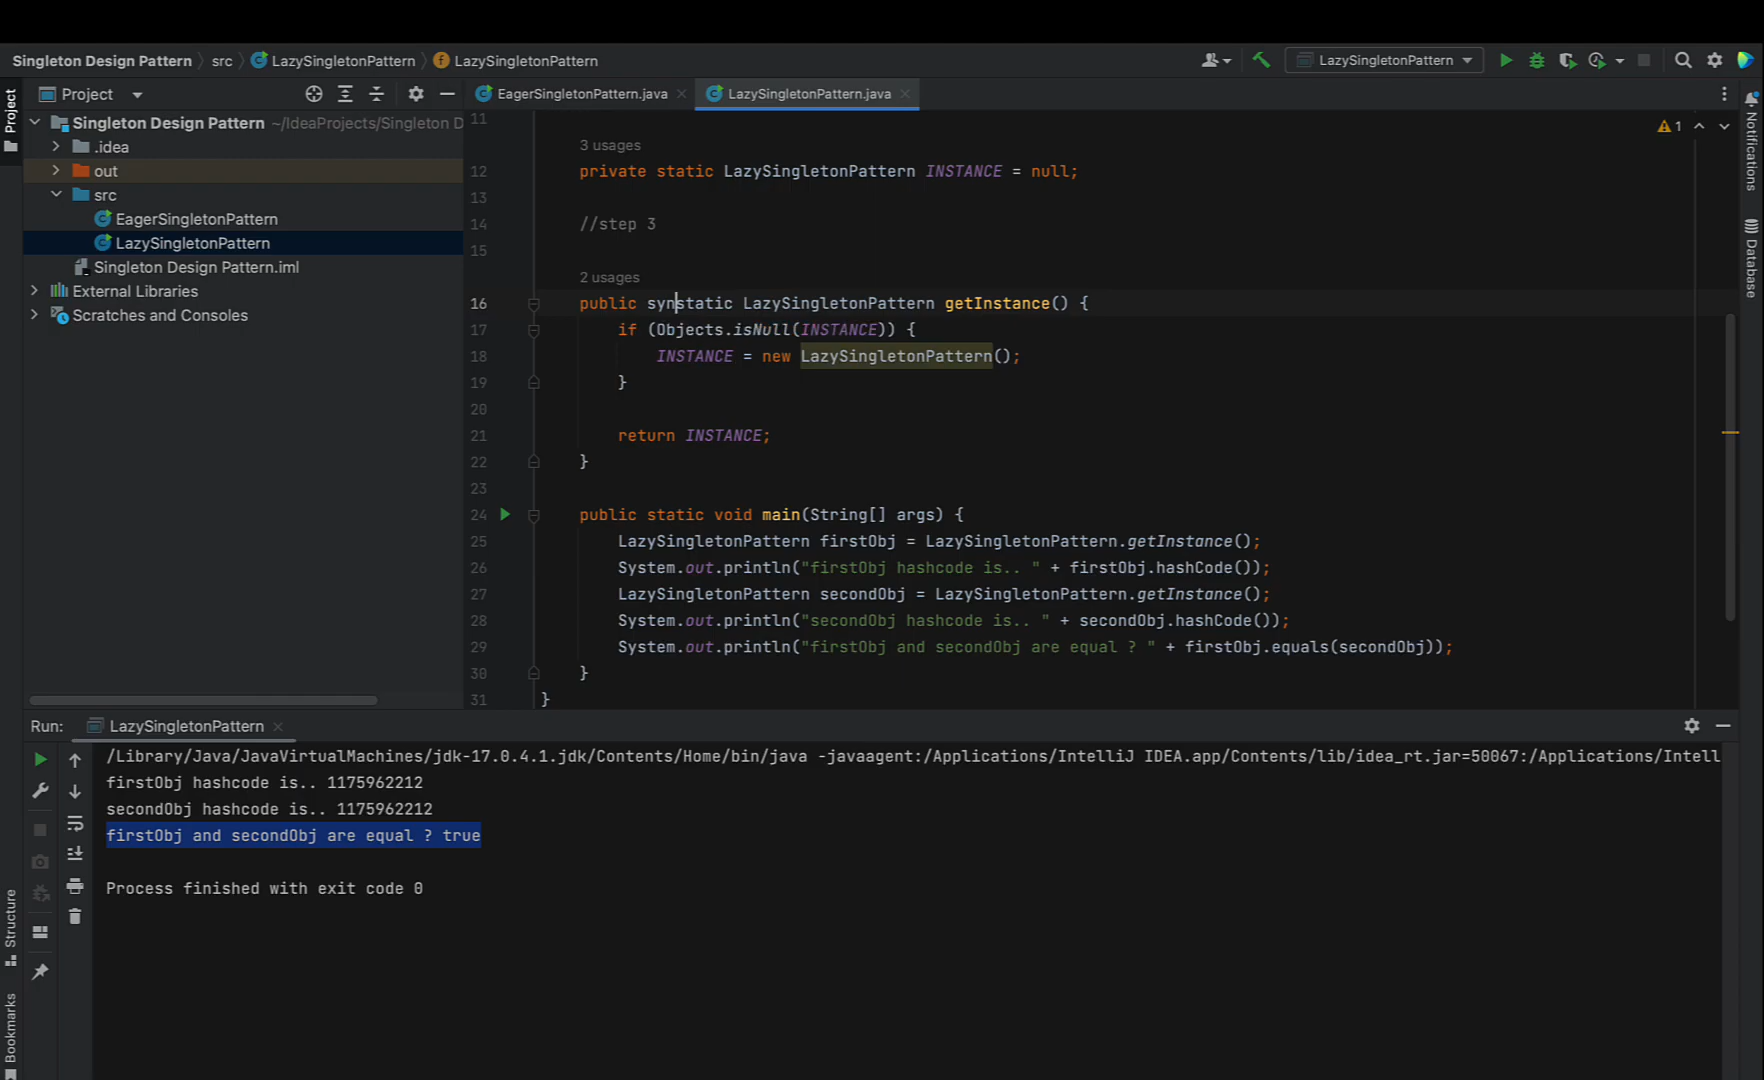 Singleton Design Pattern src LazySingletonPattern LazySingletonPattern
LazySingletonPattern
Project
EagerSingletonPattern.java
LazySingletonPattern.java
Project
Singleton Design Pattern ~/IdeaProjects/Singleton D
.idea
out
src
EagerSingletonPattern
LazySingletonPattern
Singleton Design Pattern.iml
External Libraries
Scratches and Consoles
1
11
3 usages
12 private static LazySingletonPattern INSTANCE = null;
13
14 //step 3
15
2 usages
16 public synstatic LazySingletonPattern getInstance() {
17 if (Objects.isNull(INSTANCE)) {
18 INSTANCE = new LazySingletonPattern();
19 }
20
21 return INSTANCE;
22 }
23
24 public static void main(String[] args) {
25 LazySingletonPattern firstObj = LazySingletonPattern.getInstance();
26 System.out.println("firstObj hashcode is.. " + firstObj.hashCode());
27 LazySingletonPattern secondObj = LazySingletonPattern.getInstance();
28 System.out.println("secondObj hashcode is.. " + secondObj.hashCode());
29 System.out.println("firstObj and secondObj are equal ? " + firstObj.equals(secondObj));
30 }
31 }
Notifications
Database
Run: LazySingletonPattern
/Library/Java/JavaVirtualMachines/jdk-17.0.4.1.jdk/Contents/Home/bin/java -javaagent:/Applications/IntelliJ IDEA.app/Contents/lib/idea_rt.jar=50067:/Applications/Intell
firstObj hashcode is.. 1175962212
secondObj hashcode is.. 1175962212
firstObj and secondObj are equal ? true
Process finished with exit code 0
Structure
Bookmarks